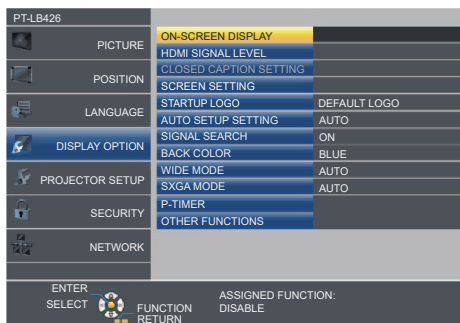 PT-LB426
PICTURE
POSITION
LANGUAGE
DISPLAY OPTION
PROJECTOR SETUP
SECURITY
NETWORK
ON-SCREEN DISPLAY
HDMI SIGNAL LEVEL
CLOSED CAPTION SETTING
SCREEN SETTING
STARTUP LOGO DEFAULT LOGO
AUTO SETUP SETTING AUTO
SIGNAL SEARCH ON
BACK COLOR BLUE
WIDE MODE AUTO
SXGA MODE AUTO
P-TIMER
OTHER FUNCTIONS
ENTER
SELECT
FUNCTION
RETURN
ASSIGNED FUNCTION:
DISABLE